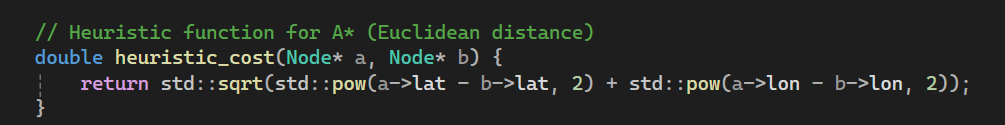 // Heuristic function for A* (Euclidean distance)
double heuristic_cost(Node* a, Node* b) {
    return std::sqrt(std::pow(a->lat - b->lat, 2) + std::pow(a->lon - b->lon, 2));
}